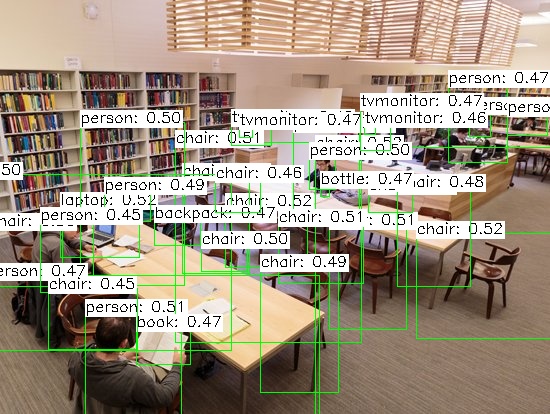 person: 0.47
tvmonitor: 0.47
person: 0.50
tvmonitor: 0.47
tvmonitor: 0.46
chair: 0.51
person: 0.50
chair: 0.46
bottle: 0.47
air: 0.48
50
person: 0.49
laptop: 0.52
chair: 0.52
person: 0.45
backpack: 0.47
chair: 0.51
: 0.51
chair: 0.52
chair: 0.50
chair: 0.49
erson: 0.47
chair: 0.45
person: 0.51
book: 0.47